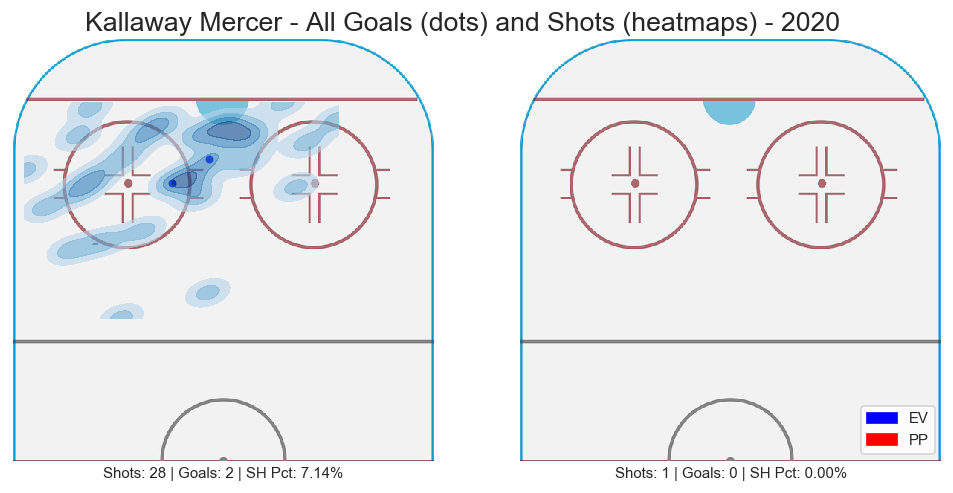 Kallaway Mercer - All Goals (dots) and Shots (heatmaps) - 2020
EV
PP
Shots: 28 | Goals: 2 | SH Pct: 7.14%
Shots: 1 | Goals: 0 | SH Pct: 0.00%